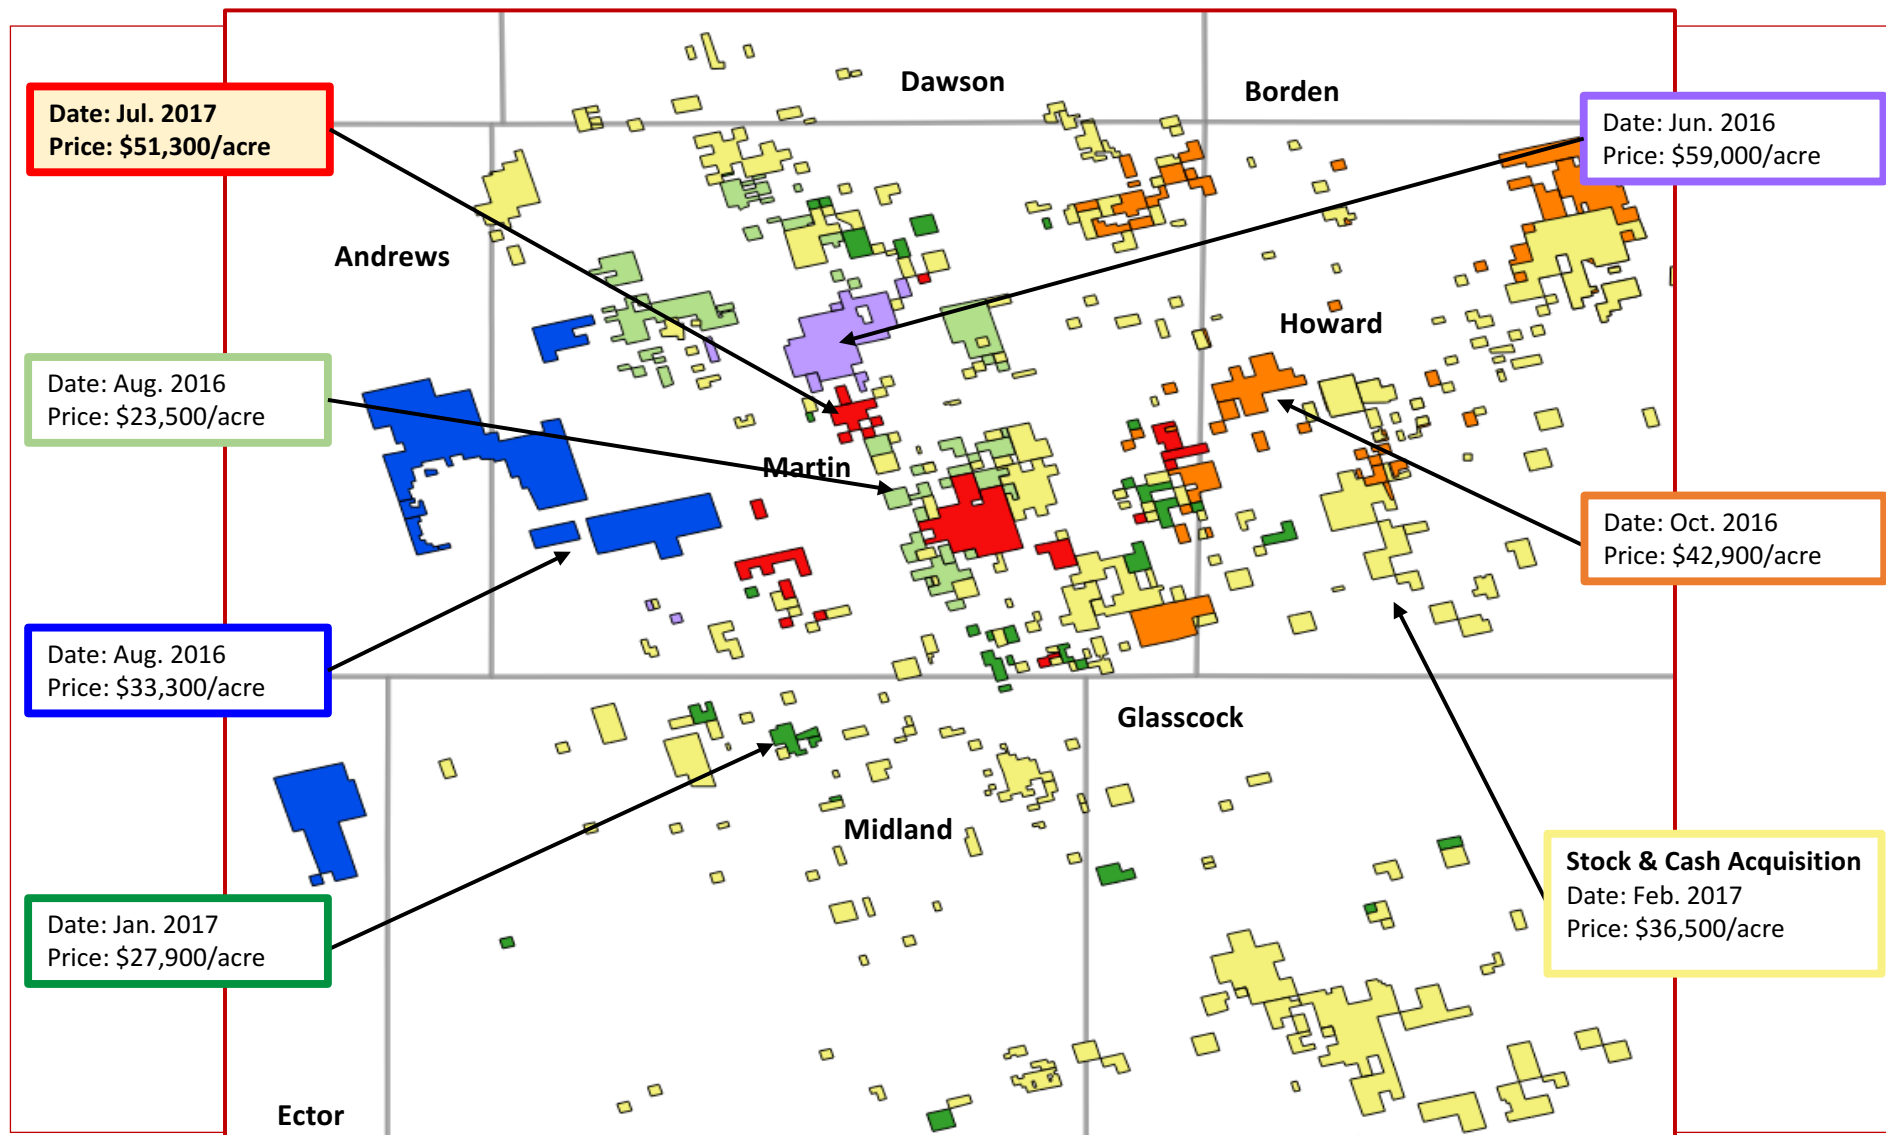 Dawson
Borden
Date: Jul. 2017
Price: $51,300/acre
Date: Jun. 2016
Price: $59,000/acre
Andrews
Howard
Date: Aug. 2016
Price: $23,500/acre
Martin
Date: Oct. 2016
Price: $42,900/acre
Date: Aug. 2016
Price: $33,300/acre
Glasscock
Midland
Stock & Cash Acquisition
Date: Feb. 2017
Price: $36,500/acre
Date: Jan. 2017
Price: $27,900/acre
Ector